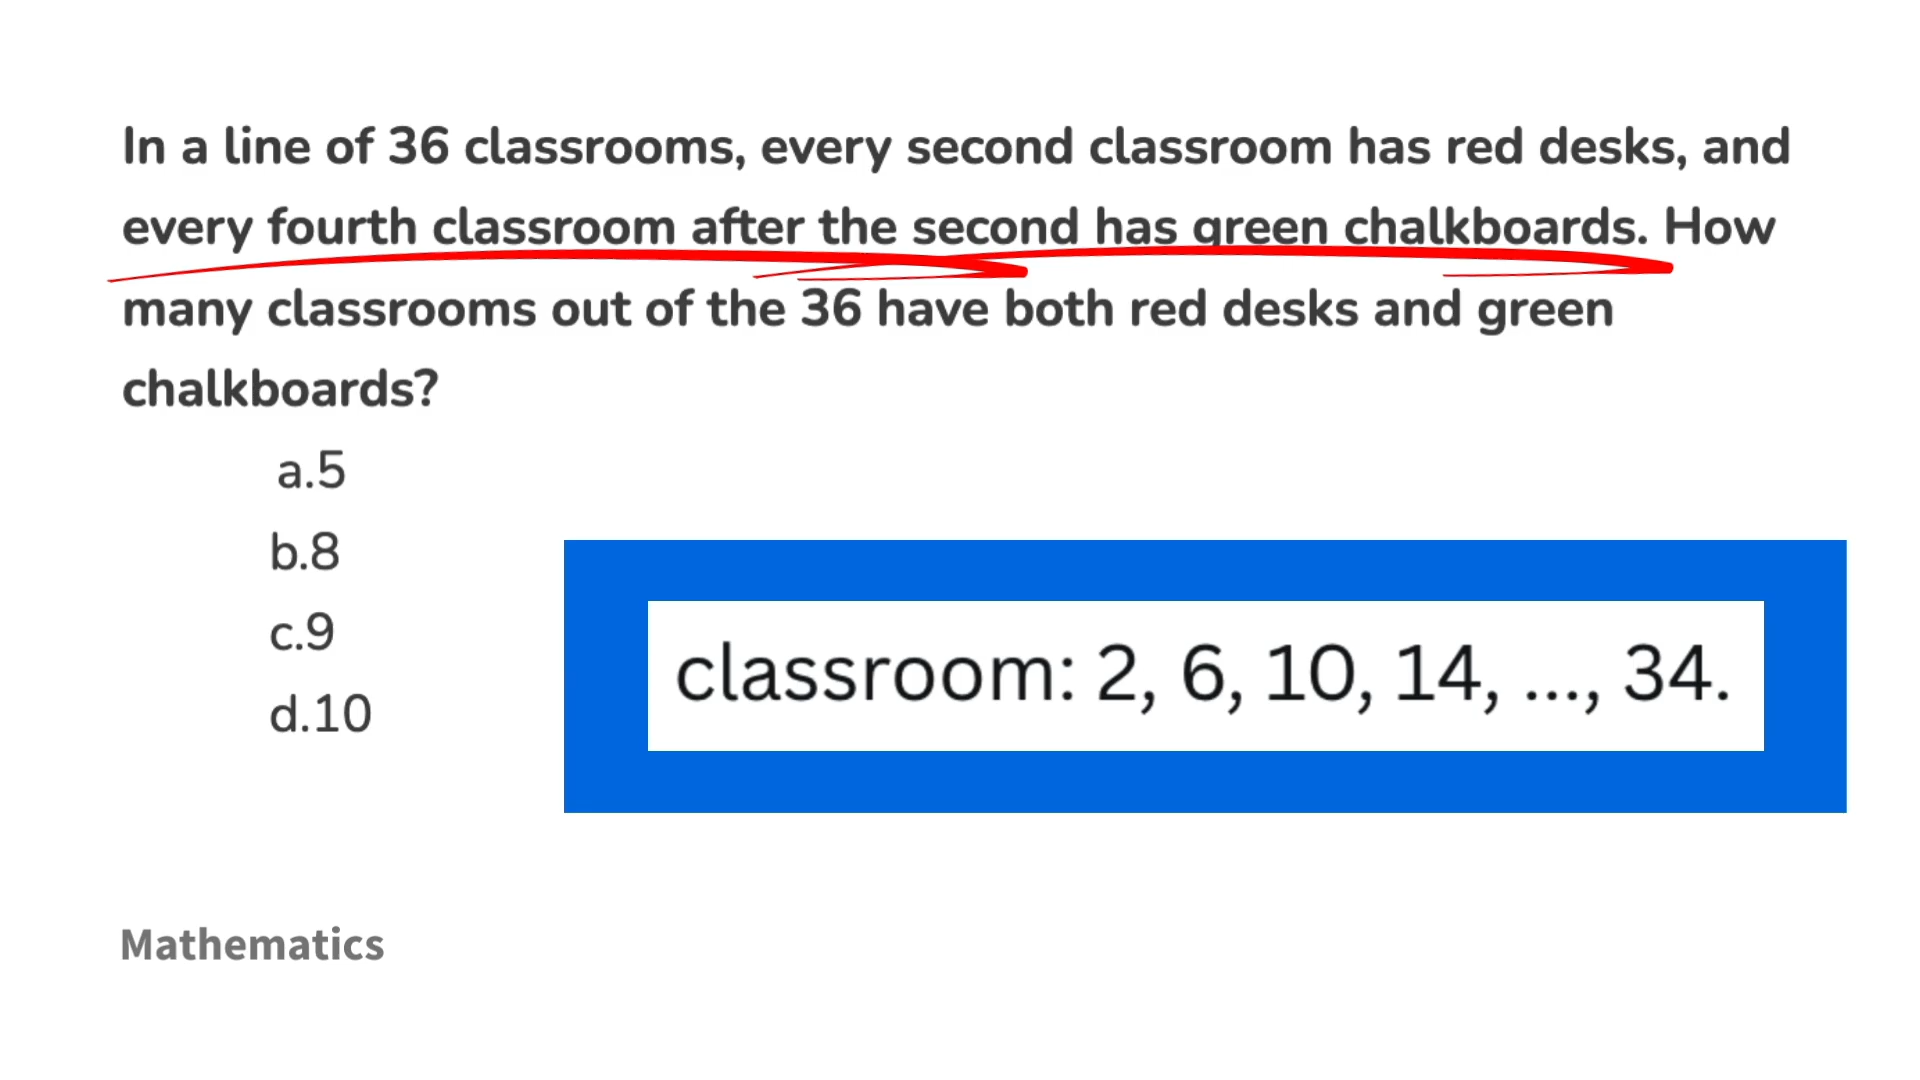 In a line of 36 classrooms, every second classroom has red desks, and
every fourth classroom after the second has green chalkboards. How
many classrooms out of the 36 have both red desks and green
chalkboards?
a.5
b.8
c.9
d.10
classroom: 2, 6, 10, 14, ..., 34.
Mathematics